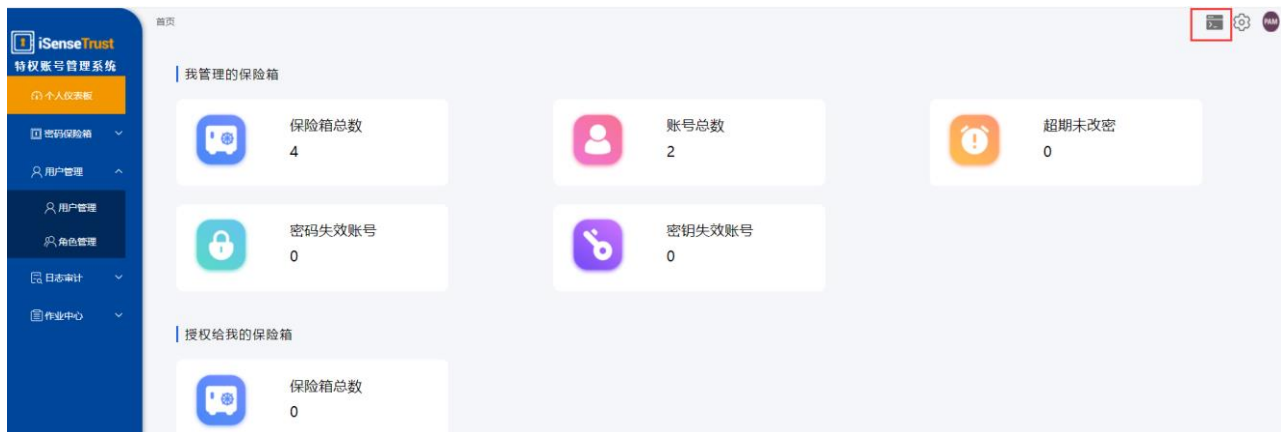 首页
PAM
iSenseTrust
特权账号管理系统
个人仪表板
密码保险箱
用户管理
用户管理
角色管理
日志审计
作业中心
我管理的保险箱
保险箱总数
4
账号总数
2
超期未改密
0
密码失效账号
0
密钥失效账号
0
授权给我的保险箱
保险箱总数
0